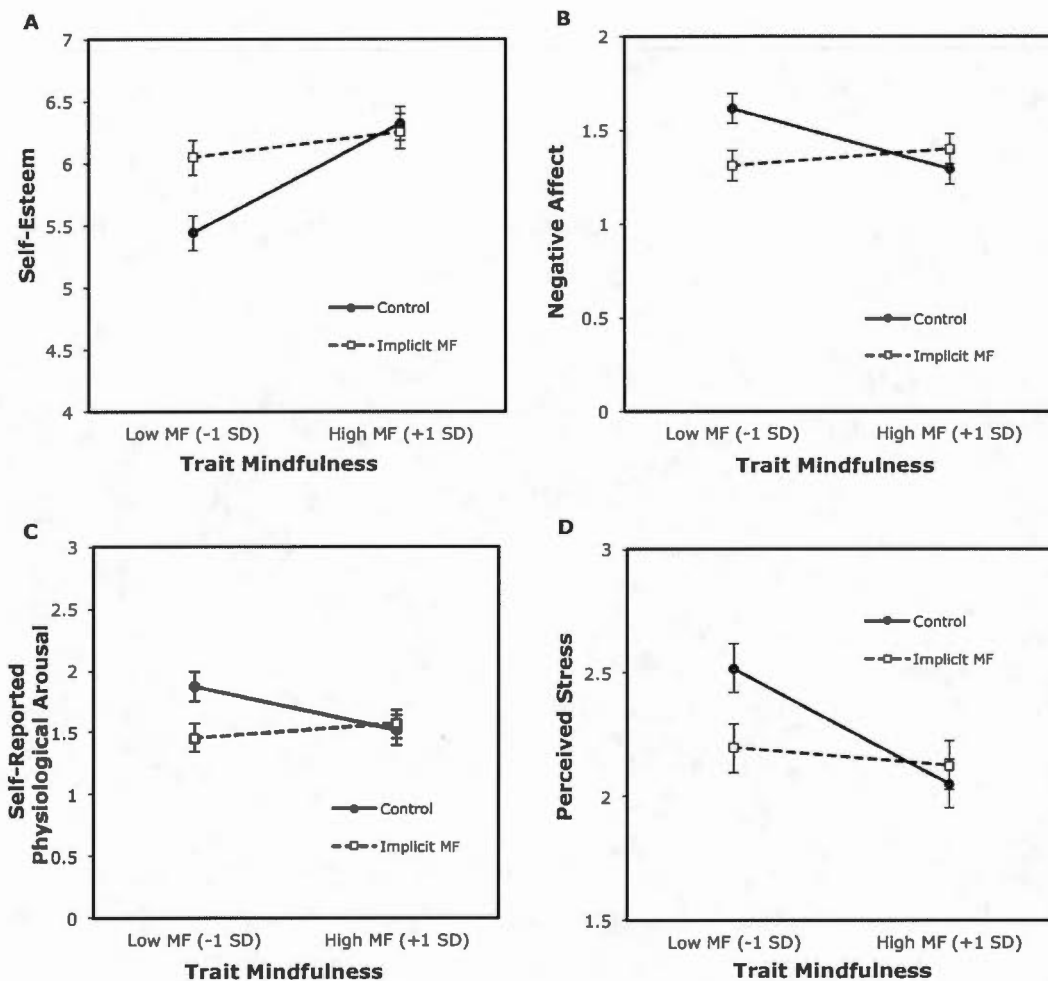 A
7
6.5
6
5.5
5
4.5
4
Self-Esteem
Control
Implicit MF
Low MF (-1 SD)
High MF (+1 SD)
Trait Mindfulness
B
2
1.5
1
0.5
0
Negative Affect
Control
Implicit MF
Low MF (-1 SD)
High MF (+1 SD)
Trait Mindfulness
C
3
2.5
2
1.5
1
0.5
0
Self-Reported
Physiological Arousal
Control
Implicit MF
Low MF (-1 SD)
High MF (+1 SD)
Trait Mindfulness
D
3
2.5
2
1.5
Perceived Stress
Control
Implicit MF
Low MF (-1 SD)
High MF (+1 SD)
Trait Mindfulness